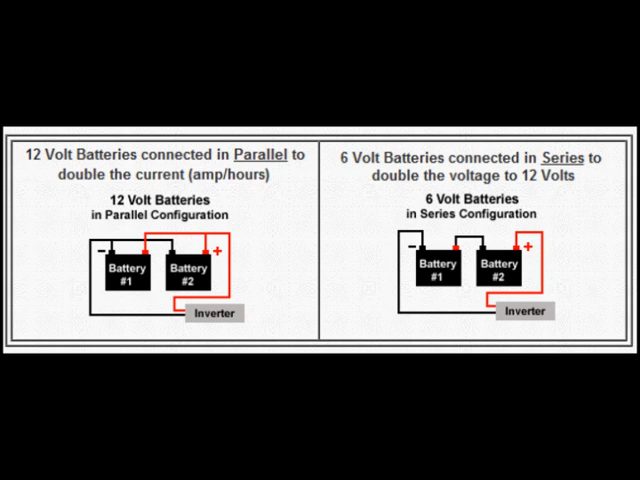 12 Volt Batteries connected in Parallel to
double the current (amp/hours)
12 Volt Batteries
in Parallel Configuration
−
+
Battery
#1
Battery
#2
Inverter
6 Volt Batteries connected in Series to
double the voltage to 12 Volts
6 Volt Batteries
in Series Configuration
−
+
Battery
#1
Battery
#2
Inverter